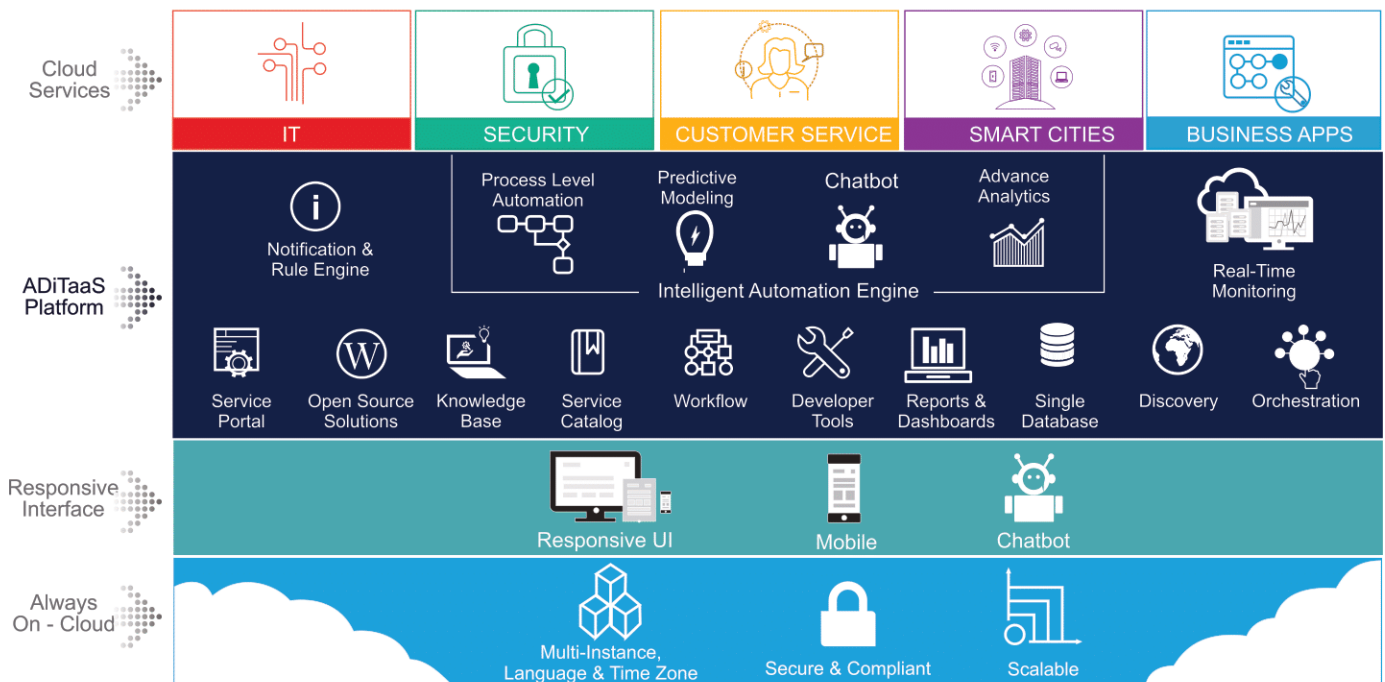 Cloud
Services
IT
SECURITY
CUSTOMER SERVICE
SMART CITIES
BUSINESS APPS
ADiTaaS
Platform
Notification &
Rule Engine
Process Level
Automation
Predictive
Modeling
Chatbot
Advance
Analytics
Intelligent Automation Engine
Real-Time
Monitoring
Service
Portal
Open Source
Solutions
Knowledge
Base
Service
Catalog
Workflow
Developer
Tools
Reports &
Dashboards
Single
Database
Discovery
Orchestration
Responsive
Interface
Responsive UI
Mobile
Chatbot
Always
On - Cloud
Multi-Instance,
Language & Time Zone
Secure & Compliant
Scalable